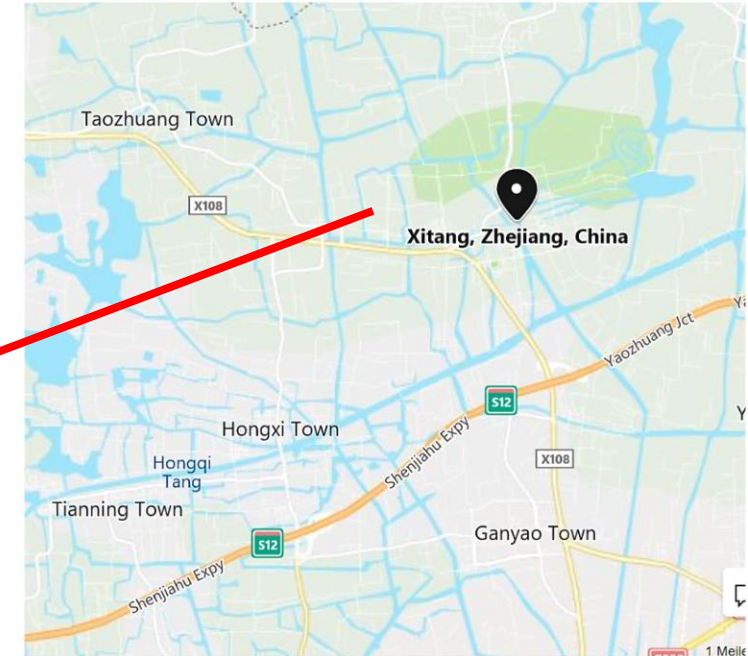 Taozhuang Town
X108
Xitang, Zhejiang, China
Yaozhuang Jct
S12
Hongxi Town
Shenjiahu Expy
X108
Hongqi
Tang
Tianning Town
Ganyao Town
S12
Shenjiahu Expy
1 Meile